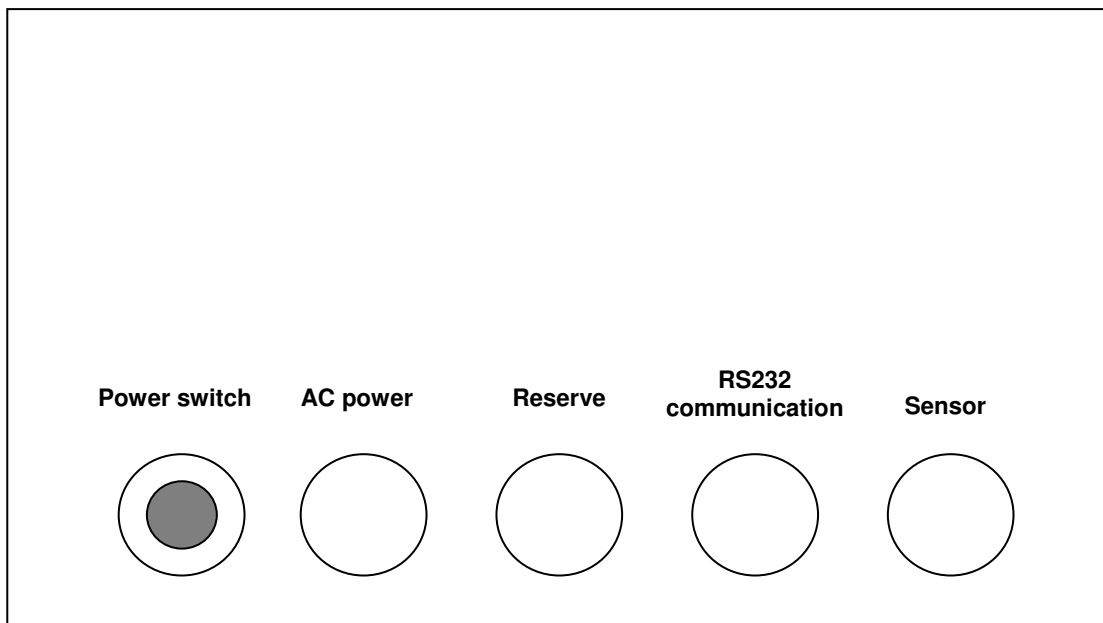 Power switch
AC power
Reserve
RS232
communication
Sensor